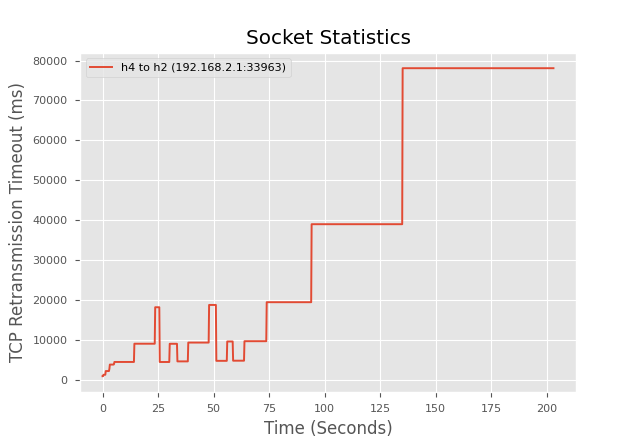 Socket Statistics
h4 to h2 (192.168.2.1:33963)
TCP Retransmission Timeout (ms)
80000
70000
60000
50000
40000
30000
20000
10000
0
0 25 50 75 100 125 150 175 200
Time (Seconds)